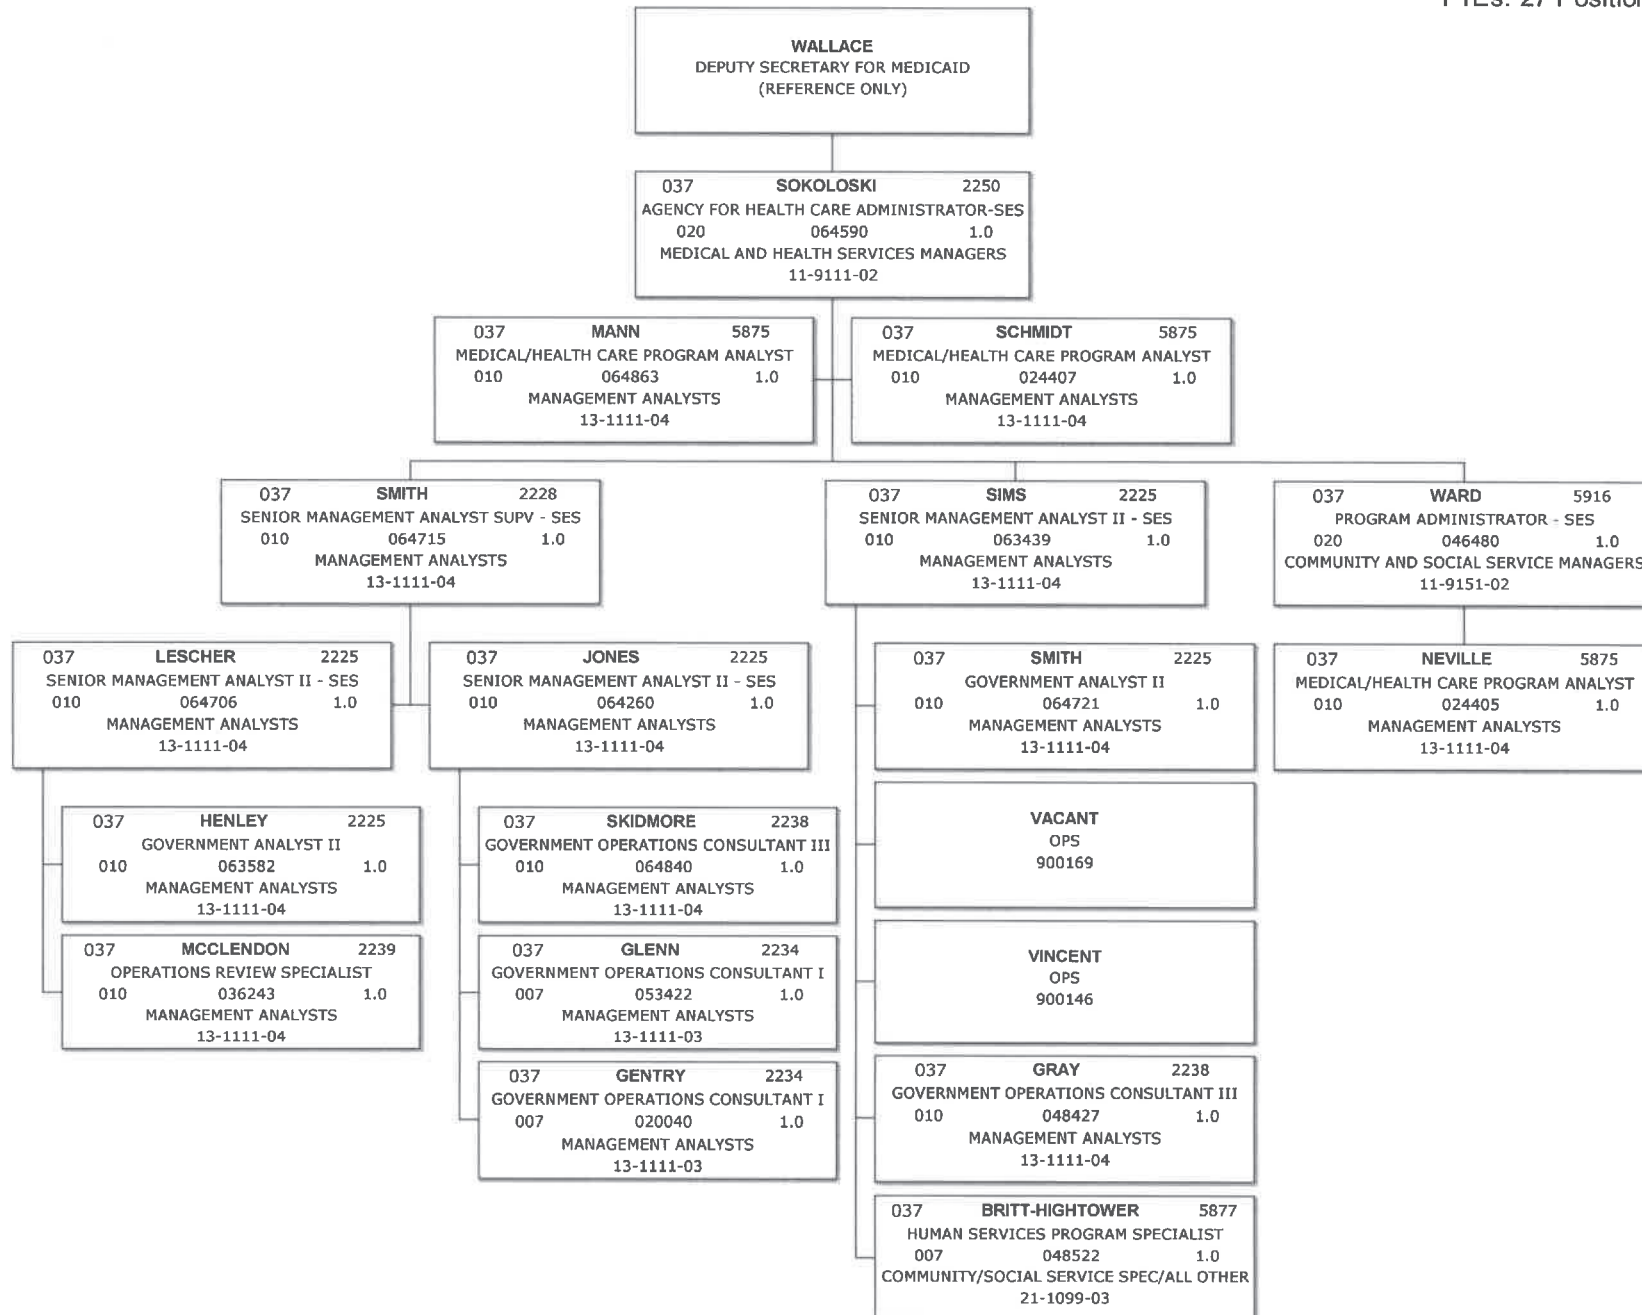 FTEs: 27 Position
WALLACE
DEPUTY SECRETARY FOR MEDICAID
(REFERENCE ONLY)
037 SOKOLOSKI 2250
AGENCY FOR HEALTH CARE ADMINISTRATOR-SES
020 064590 1.0
MEDICAL AND HEALTH SERVICES MANAGERS
11-9111-02
037 MANN 5875
MEDICAL/HEALTH CARE PROGRAM ANALYST
010 064863 1.0
MANAGEMENT ANALYSTS
13-1111-04
037 SCHMIDT 5875
MEDICAL/HEALTH CARE PROGRAM ANALYST
010 024407 1.0
MANAGEMENT ANALYSTS
13-1111-04
037 SMITH 2228
SENIOR MANAGEMENT ANALYST SUPV - SES
010 064715 1.0
MANAGEMENT ANALYSTS
13-1111-04
037 SIMS 2225
SENIOR MANAGEMENT ANALYST II - SES
010 063439 1.0
MANAGEMENT ANALYSTS
13-1111-04
037 WARD 5916
PROGRAM ADMINISTRATOR - SES
020 046480 1.0
COMMUNITY AND SOCIAL SERVICE MANAGERS
11-9151-02
037 LESCHER 2225
SENIOR MANAGEMENT ANALYST II - SES
010 064706 1.0
MANAGEMENT ANALYSTS
13-1111-04
037 JONES 2225
SENIOR MANAGEMENT ANALYST II - SES
010 064260 1.0
MANAGEMENT ANALYSTS
13-1111-04
037 SMITH 2225
GOVERNMENT ANALYST II
010 064721 1.0
MANAGEMENT ANALYSTS
13-1111-04
037 NEVILLE 5875
MEDICAL/HEALTH CARE PROGRAM ANALYST
010 024405 1.0
MANAGEMENT ANALYSTS
13-1111-04
037 HENLEY 2225
GOVERNMENT ANALYST II
010 063582 1.0
MANAGEMENT ANALYSTS
13-1111-04
037 SKIDMORE 2238
GOVERNMENT OPERATIONS CONSULTANT III
010 064840 1.0
MANAGEMENT ANALYSTS
13-1111-04
VACANT
OPS
900169
037 MCCLENDON 2239
OPERATIONS REVIEW SPECIALIST
010 036243 1.0
MANAGEMENT ANALYSTS
13-1111-04
037 GLENN 2234
GOVERNMENT OPERATIONS CONSULTANT I
007 053422 1.0
MANAGEMENT ANALYSTS
13-1111-03
VINCENT
OPS
900146
037 GENTRY 2234
GOVERNMENT OPERATIONS CONSULTANT I
007 020040 1.0
MANAGEMENT ANALYSTS
13-1111-03
037 GRAY 2238
GOVERNMENT OPERATIONS CONSULTANT III
010 048427 1.0
MANAGEMENT ANALYSTS
13-1111-04
037 BRITT-HIGHTOWER 5877
HUMAN SERVICES PROGRAM SPECIALIST
007 048522 1.0
COMMUNITY/SOCIAL SERVICE SPEC/ALL OTHER
21-1099-03